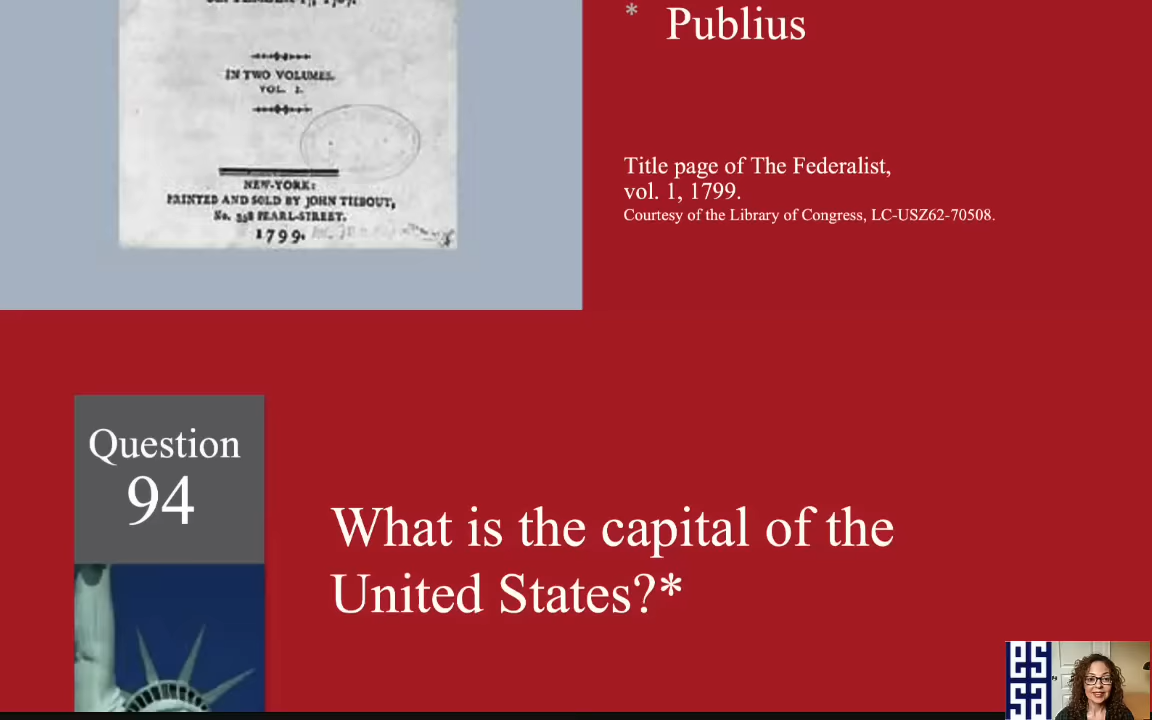 IN TWO VOLUMES.
VOL. I.
NEW-YORK:
PRINTED AND SOLD BY JOHN TIEBOUT,
No. 358 PEARL-STREET.
1799.
* Publius
Title page of The Federalist,
vol. 1, 1799.
Courtesy of the Library of Congress, LC-USZ62-70508.
Question
94
What is the capital of the
United States?*